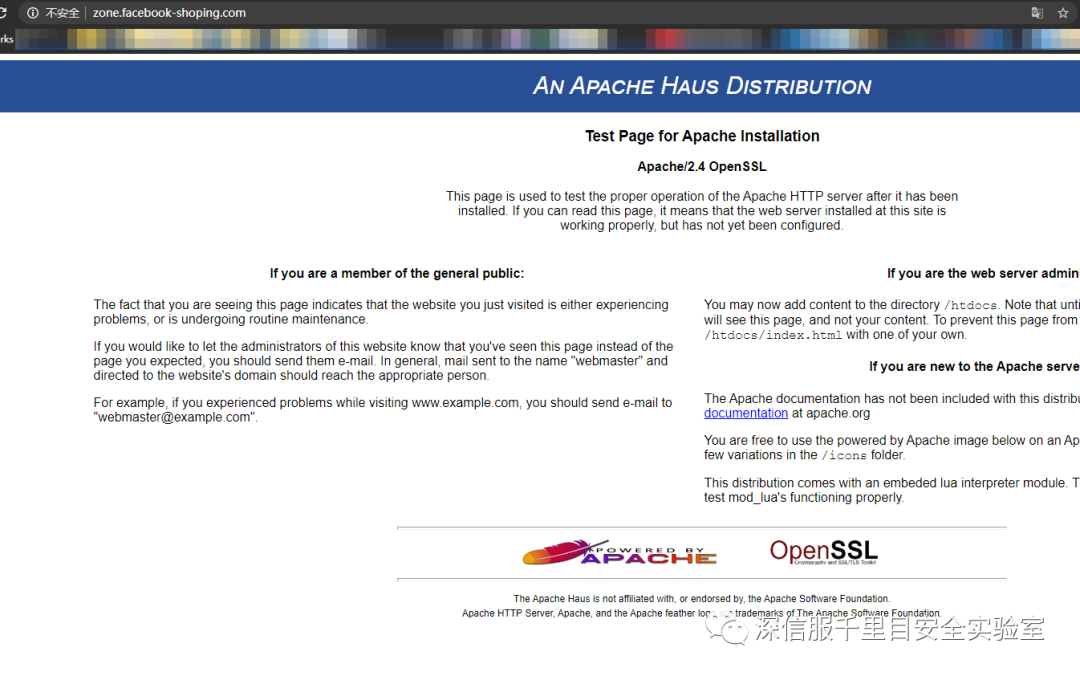 不安全 zone.facebook-shoping.com
rks
AN APACHE HAUS DISTRIBUTION
Test Page for Apache Installation
Apache/2.4 OpenSSL
This page is used to test the proper operation of the Apache HTTP server after it has been
installed. If you can read this page, it means that the web server installed at this site is
working properly, but has not yet been configured.
If you are a member of the general public:
The fact that you are seeing this page indicates that the website you just visited is either experiencing
problems, or is undergoing routine maintenance.
If you would like to let the administrators of this website know that you've seen this page instead of the
page you expected, you should send them e-mail. In general, mail sent to the name "webmaster" and
directed to the website's domain should reach the appropriate person.
For example, if you experienced problems while visiting www.example.com, you should send e-mail to
"webmaster@example.com".
If you are the web server admin
You may now add content to the directory /htdocs. Note that unti
will see this page, and not your content. To prevent this page from
/htdocs/index.html with one of your own.
If you are new to the Apache serve
The Apache documentation has not been included with this distribu
documentation at apache.org
You are free to use the powered by Apache image below on an Ap
few variations in the /icons folder.
This distribution comes with an embeded lua interpreter module. T
test mod_lua's functioning properly.
POWERED BY
APACHE
OpenSSL
Cryptography and SSL/TLS Toolkit
The Apache Haus is not affiliated with, or endorsed by, the Apache Software Foundation.
Apache HTTP Server, Apache, and the Apache feather logo are trademarks of The Apache Software Foundation.
深信服千里目安全实验室